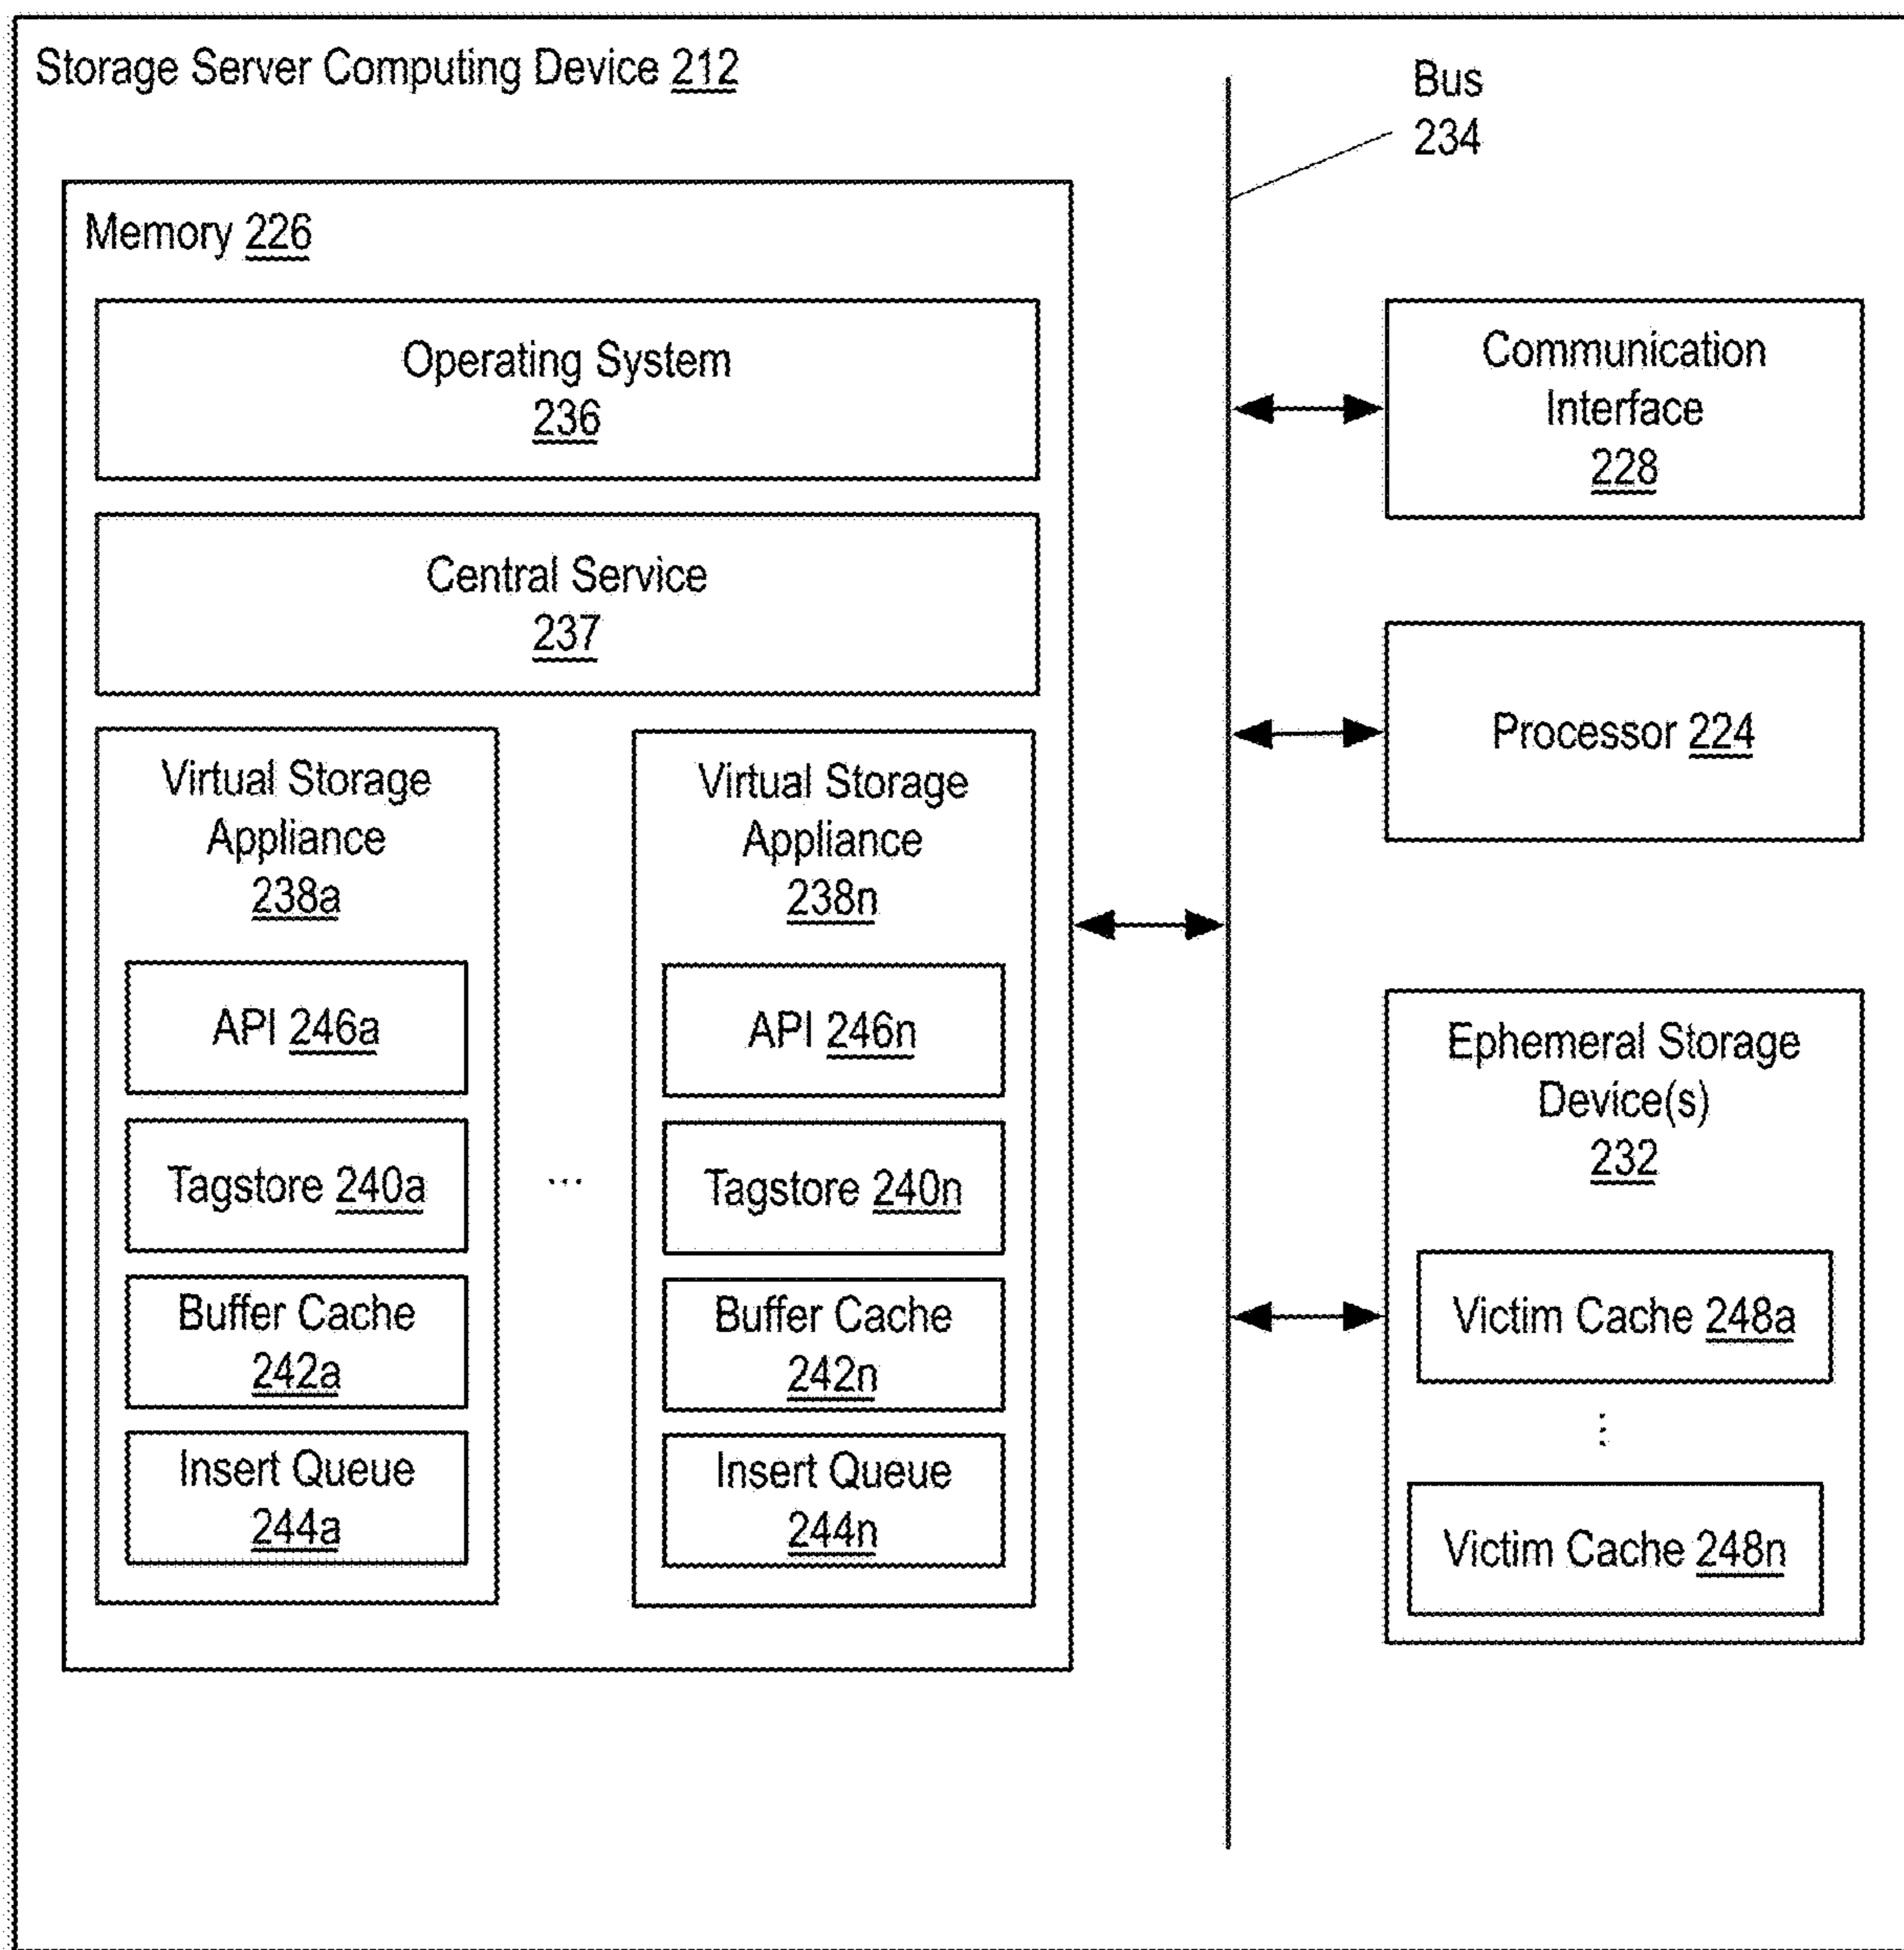 Storage Server Computing Device 212
Bus
234
Memory 226
Operating System
236
Central Service
237
Virtual Storage
Appliance
238a
API 246a
Tagstore 240a
Buffer Cache
242a
Insert Queue
244a
...
Virtual Storage
Appliance
238n
API 246n
Tagstore 240n
Buffer Cache
242n
Insert Queue
244n
Communication
Interface
228
Processor 224
Ephemeral Storage
Device(s)
232
Victim Cache 248a
...
Victim Cache 248n